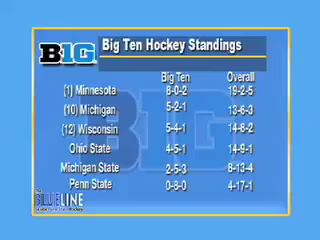 B1G Big Ten Hockey Standings
Big Ten Overall
(1) Minnesota 8-0-2 19-2-5
(10) Michigan 5-2-1 13-6-3
(12) Wisconsin 5-4-1 14-8-2
Ohio State 4-5-1 14-9-1
Michigan State 2-5-3 8-13-4
Penn State 0-8-0 4-17-1
B1G
BLUELINE